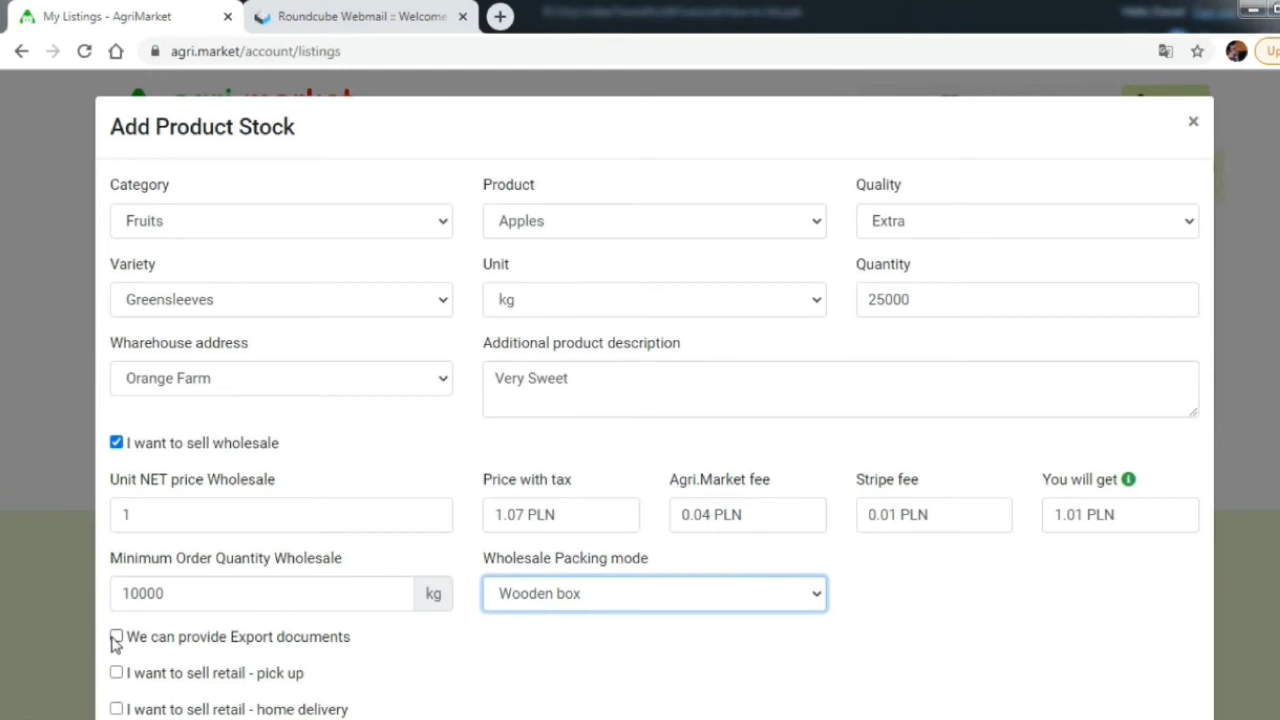 My Listings - AgriMarket
Roundcube Webmail :: Welcome
agri.market/account/listings
Up
Add Product Stock
×
Category
Product
Quality
Fruits
Apples
Extra
Variety
Unit
Quantity
Greensleeves
kg
25000
Wharehouse address
Additional product description
Orange Farm
Very Sweet
I want to sell wholesale
Unit NET price Wholesale
Price with tax
Agri.Market fee
Stripe fee
You will get
1
1.07 PLN
0.04 PLN
0.01 PLN
1.01 PLN
Minimum Order Quantity Wholesale
Wholesale Packing mode
10000
kg
Wooden box
We can provide Export documents
I want to sell retail - pick up
I want to sell retail - home delivery